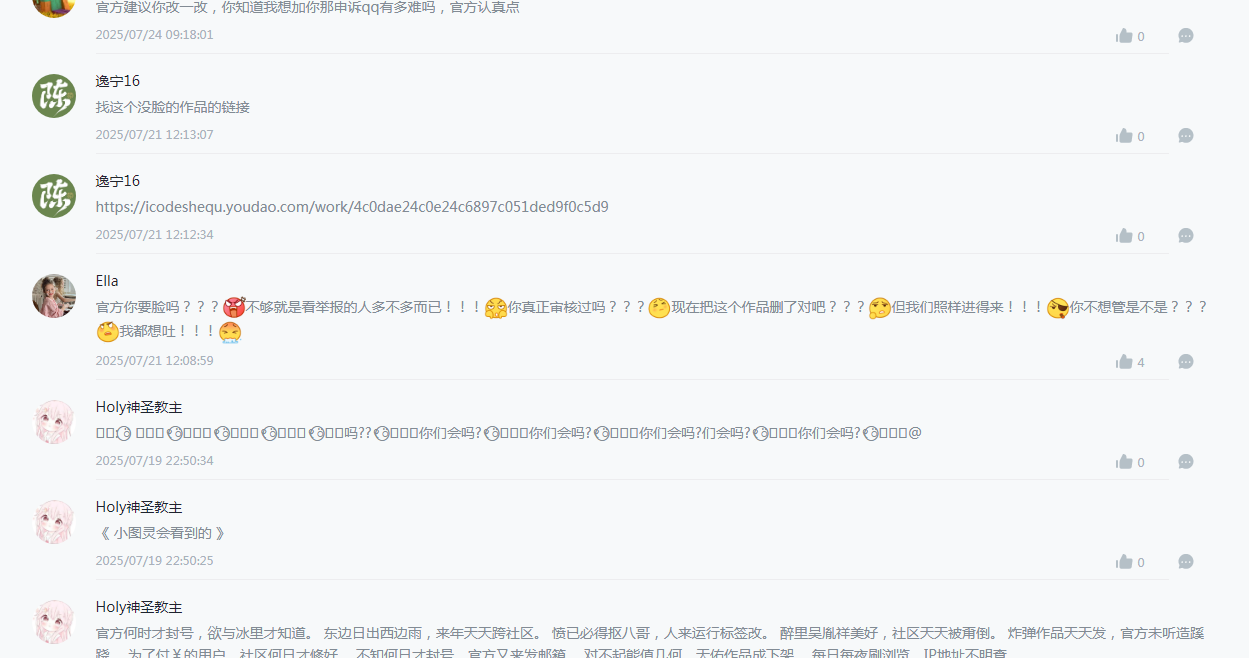 官方建议你改一改，你知道我想加你那申诉qq有多难吗，官方认真点
2025/07/24 09:18:01
0
陈
逸宁16
找这个没脸的作品的链接
2025/07/21 12:13:07
0
陈
逸宁16
https://icodeshequ.youdao.com/work/4c0dae24c0e24c6897c051ded9f0c5d9
2025/07/21 12:12:34
0
Ella
官方你要脸吗？？？不够就是看举报的人多不多而已！！！你真正审核过吗？？？现在把这个作品删了对吧？？？但我们照样进得来！！！你不想管是不是？？？
我都想吐！！！
2025/07/21 12:08:59
4
Holy神圣教主
吗??你们会吗?你们会吗?你们会吗?们会吗?你们会吗?@
2025/07/19 22:50:34
0
Holy神圣教主
《 小图灵会看到的 》
2025/07/19 22:50:25
0
Holy神圣教主
官方何时才封号，欲与冰里才知道。 东边日出西边雨，来年天天跨社区。 愤已必得抠八哥，人来运行标签改。 醉里吴胤祥美好，社区天天被甭倒。 炸弹作品天天发，官方未听造蹊
跷。 为了付￥的用户，社区何日才修好。 不知何日才封号，官方又来发邮箱。 对不起能值几何，天佑作品成下架。 每日每夜刷浏览，IP地址不明查